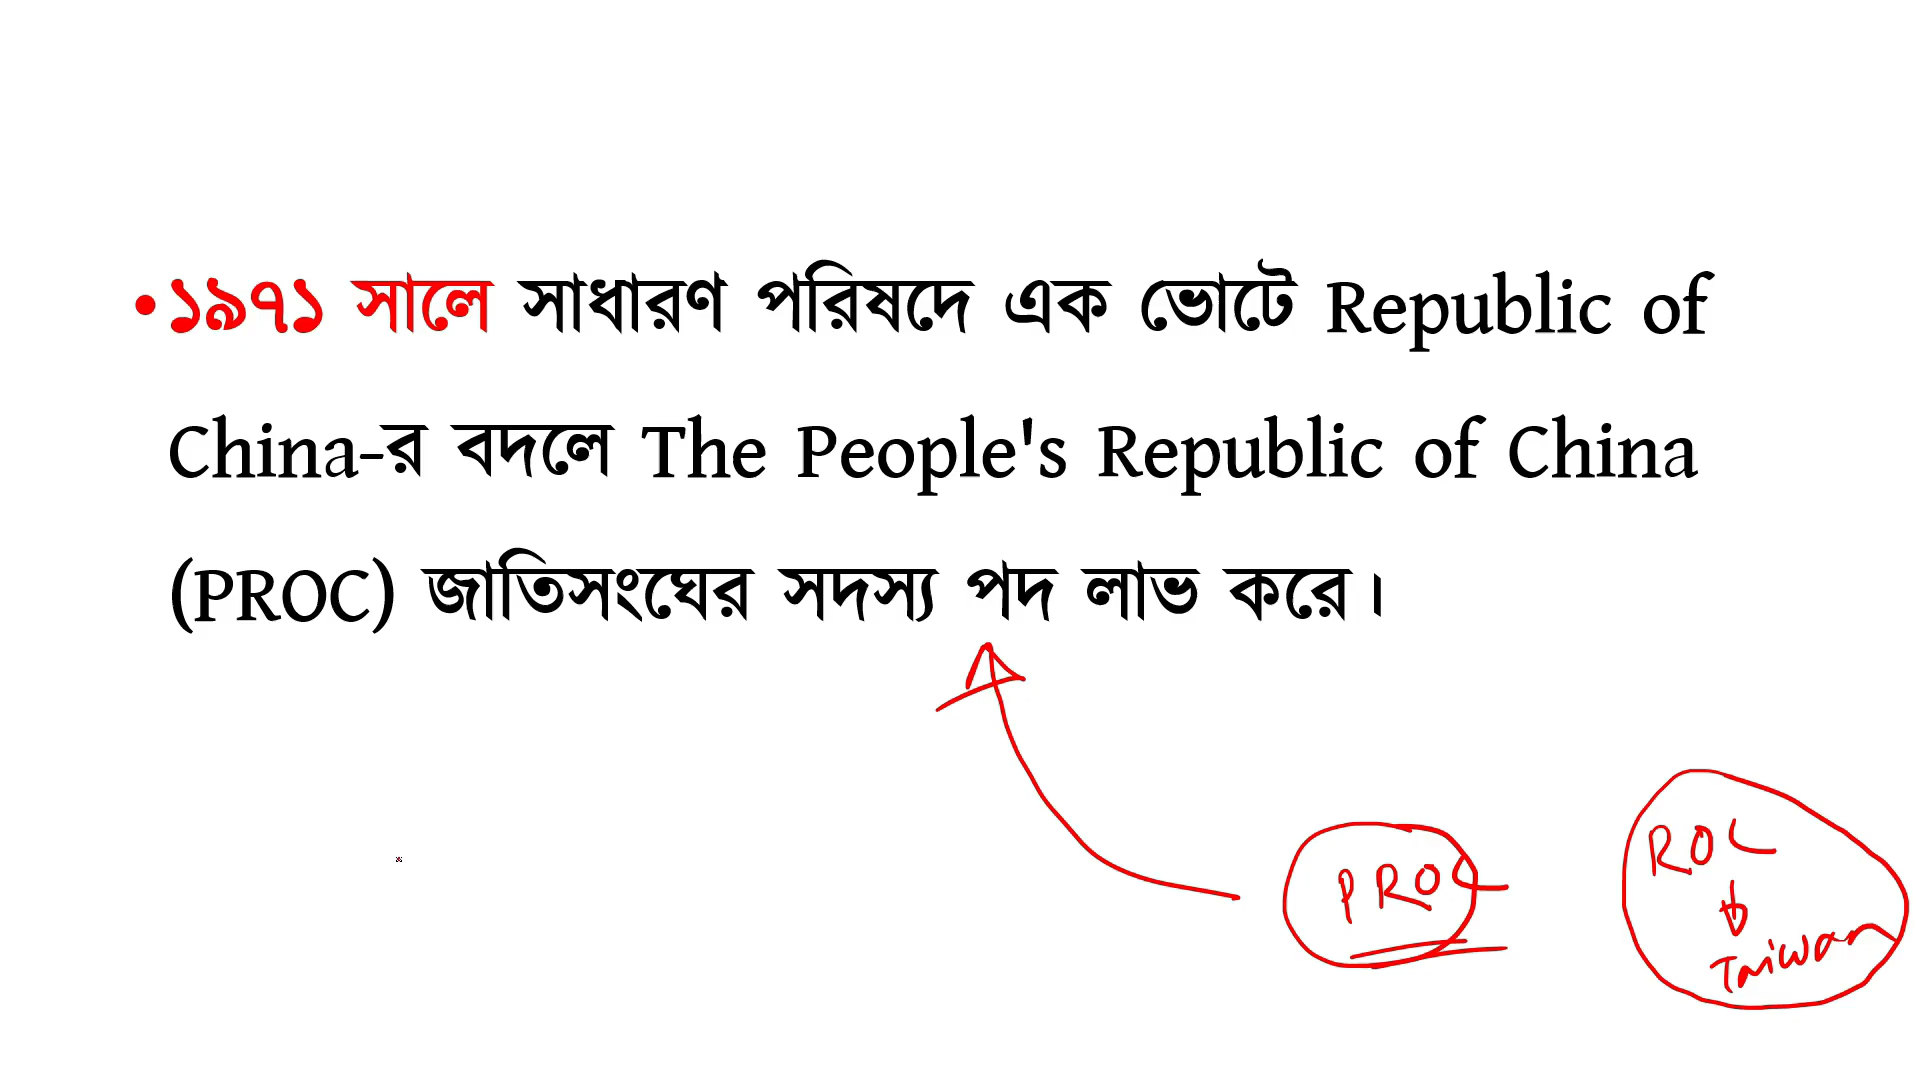 •১৯৭১ সালে সাধারণ পরিষদে এক ভোটে Republic of
China-র বদলে The People's Republic of China
(PROC) জাতিসংঘের সদস্য পদ লাভ করে।
PROC
ROC
Taiwan